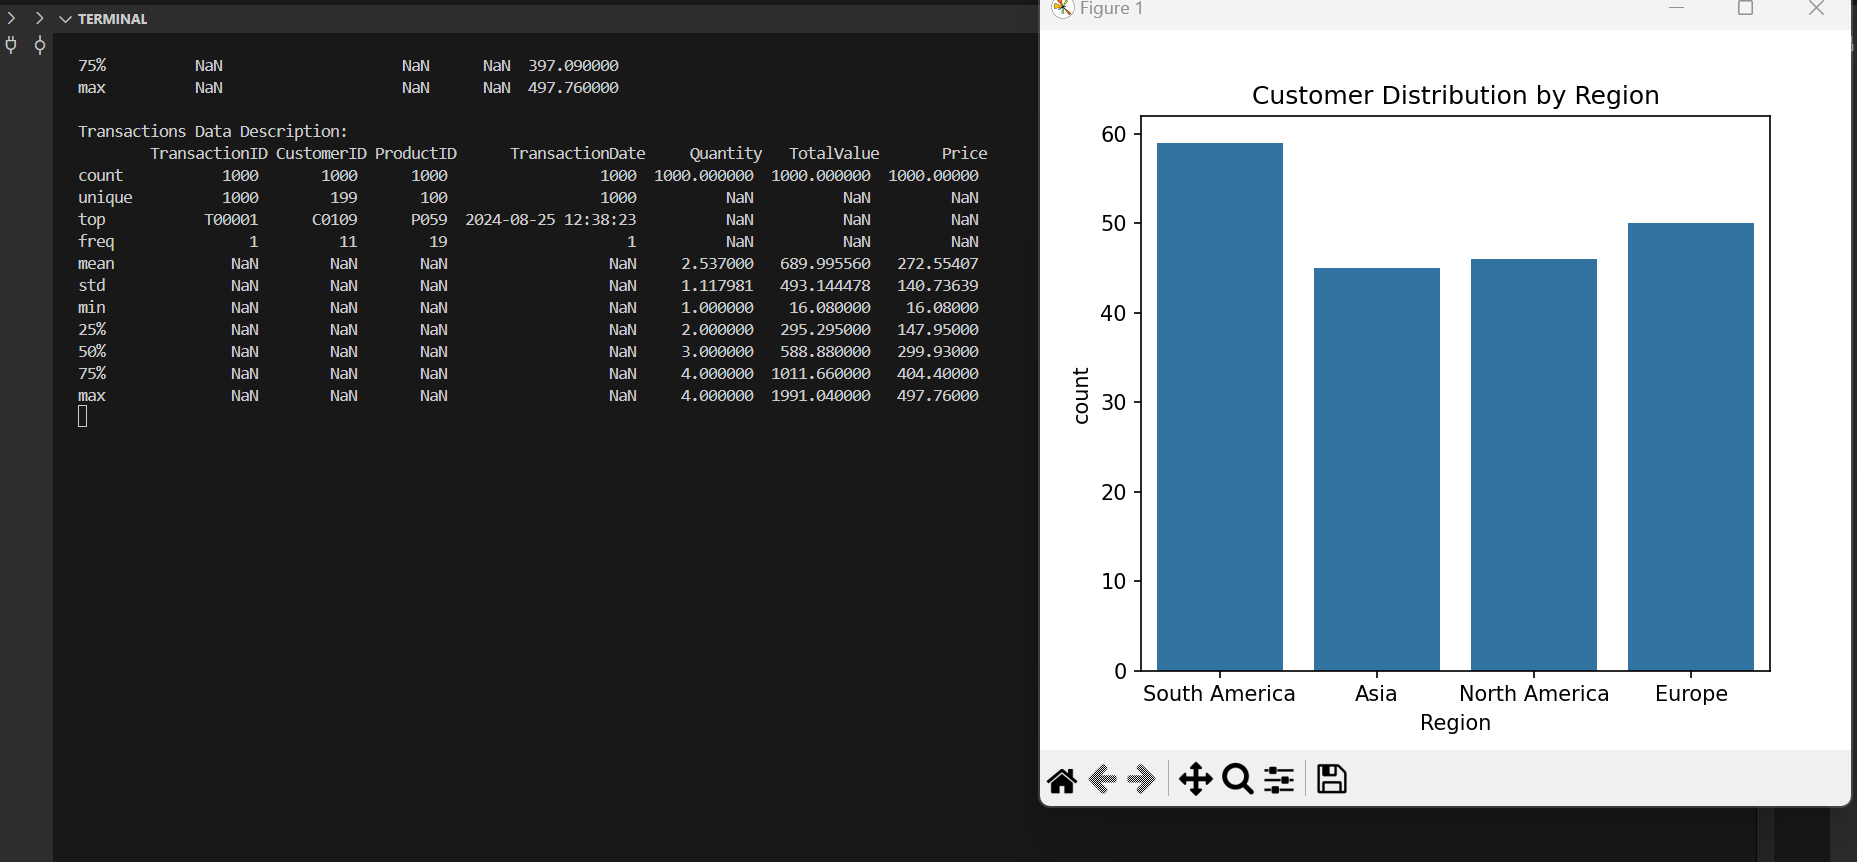 TERMINAL
75% NaN NaN NaN 397.090000
max NaN NaN NaN 497.760000
Transactions Data Description:
TransactionID CustomerID ProductID TransactionDate Quantity TotalValue Price
count 1000 1000 1000 1000 1000.000000 1000.000000 1000.00000
unique 1000 199 100 1000 NaN NaN NaN
top T00001 C0109 P059 2024-08-25 12:38:23 NaN NaN NaN
freq 1 11 19 1 NaN NaN NaN
mean NaN NaN NaN NaN 2.537000 689.995560 272.55407
std NaN NaN NaN NaN 1.117981 493.144478 140.73639
min NaN NaN NaN NaN 1.000000 16.080000 16.08000
25% NaN NaN NaN NaN 2.000000 295.295000 147.95000
50% NaN NaN NaN NaN 3.000000 588.880000 299.93000
75% NaN NaN NaN NaN 4.000000 1011.660000 404.40000
max NaN NaN NaN NaN 4.000000 1991.040000 497.76000
Figure 1
Customer Distribution by Region
60
50
40
30
20
10
0
count
South America Asia North America Europe
Region